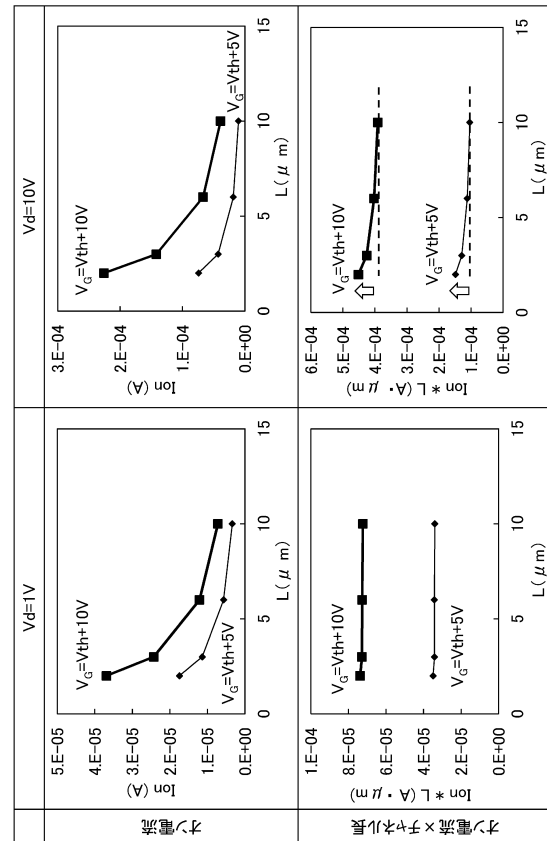 Vd=1V
Vd=10V
オン電流
Ion (A)
5.E-05
4.E-05
3.E-05
2.E-05
1.E-05
0.E+00
V_G=Vth+10V
V_G=Vth+5V
0
5
10
15
L(μm)
Ion (A)
3.E-04
2.E-04
1.E-04
0.E+00
V_G=Vth+10V
V_G=Vth+5V
0
5
10
15
L(μm)
オン電流×チャネル長
Ion * L (A・μm)
1.E-04
8.E-05
6.E-05
4.E-05
2.E-05
0.E+00
V_G=Vth+10V
V_G=Vth+5V
0
5
10
15
L(μm)
Ion * L (A・μm)
6.E-04
5.E-04
4.E-04
3.E-04
2.E-04
1.E-04
0.E+00
V_G=Vth+10V
V_G=Vth+5V
0
5
10
15
L(μm)